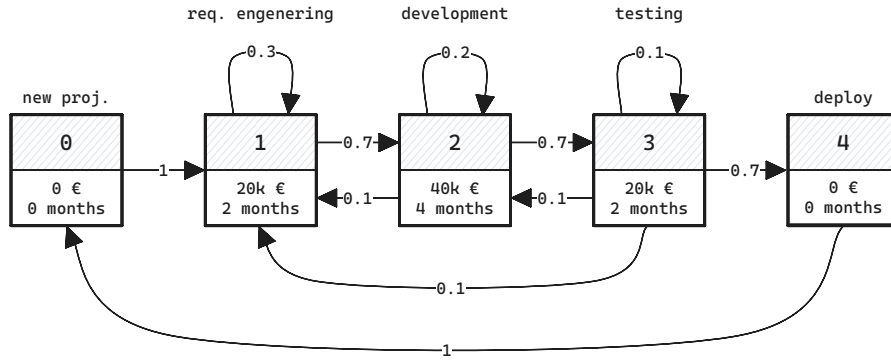 req. engenering
development
testing
0.3
0.2
0.1
new proj.
deploy
0
1
2
3
4
1
0.7
0.7
0.7
0 €
0 months
20k €
2 months
40k €
4 months
20k €
2 months
0 €
0 months
0.1
0.1
0.1
1